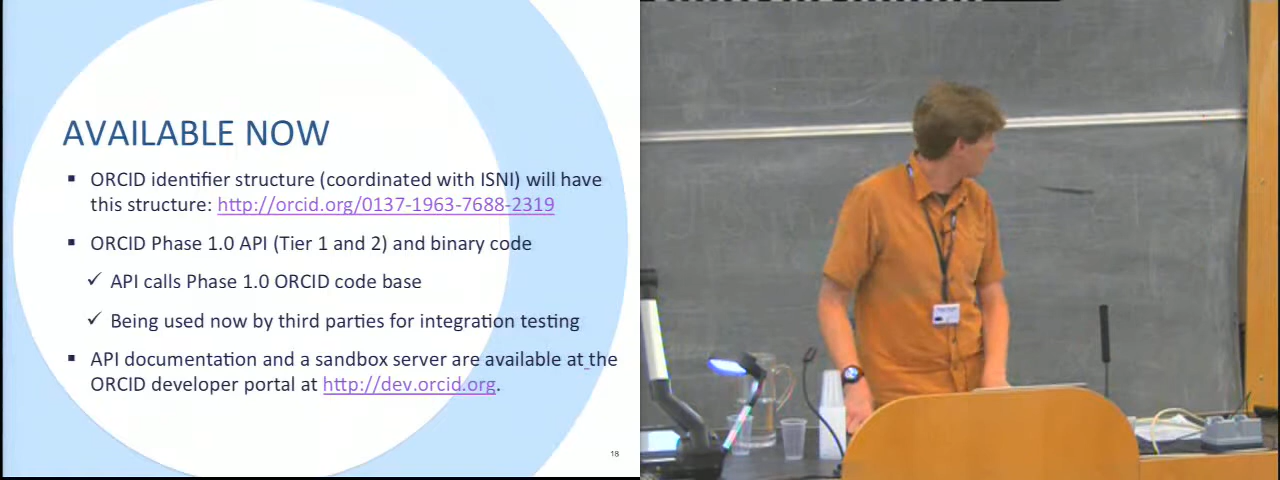 AVAILABLE NOW
▪ ORCID identifier structure (coordinated with ISNI) will have
this structure: http://orcid.org/0137-1963-7688-2319
▪ ORCID Phase 1.0 API (Tier 1 and 2) and binary code
✓ API calls Phase 1.0 ORCID code base
✓ Being used now by third parties for integration testing
▪ API documentation and a sandbox server are available at the
ORCID developer portal at http://dev.orcid.org.
18